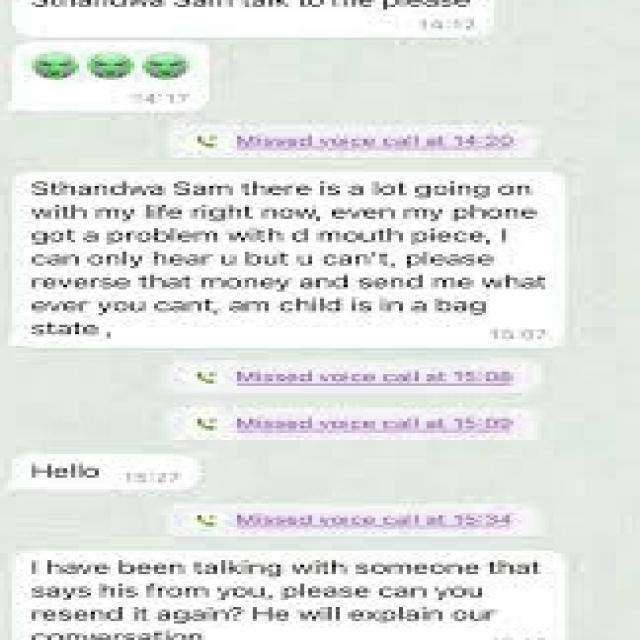 Sthandwa Sam talk to me please
14:17
14:17
Missed voice call at 14:20
Sthandwa Sam there is a lot going on
with my life right now, even my phone
got a problem with d mouth piece, I
can only hear u but u can't, please
reverse that money and send me what
ever you cant, am child is in a bag
state ,
15:07
Missed voice call at 15:08
Missed voice call at 15:09
Hello 15:27
Missed voice call at 15:34
I have been talking with someone that
says his from you, please can you
resend it again? He will explain our
conversation